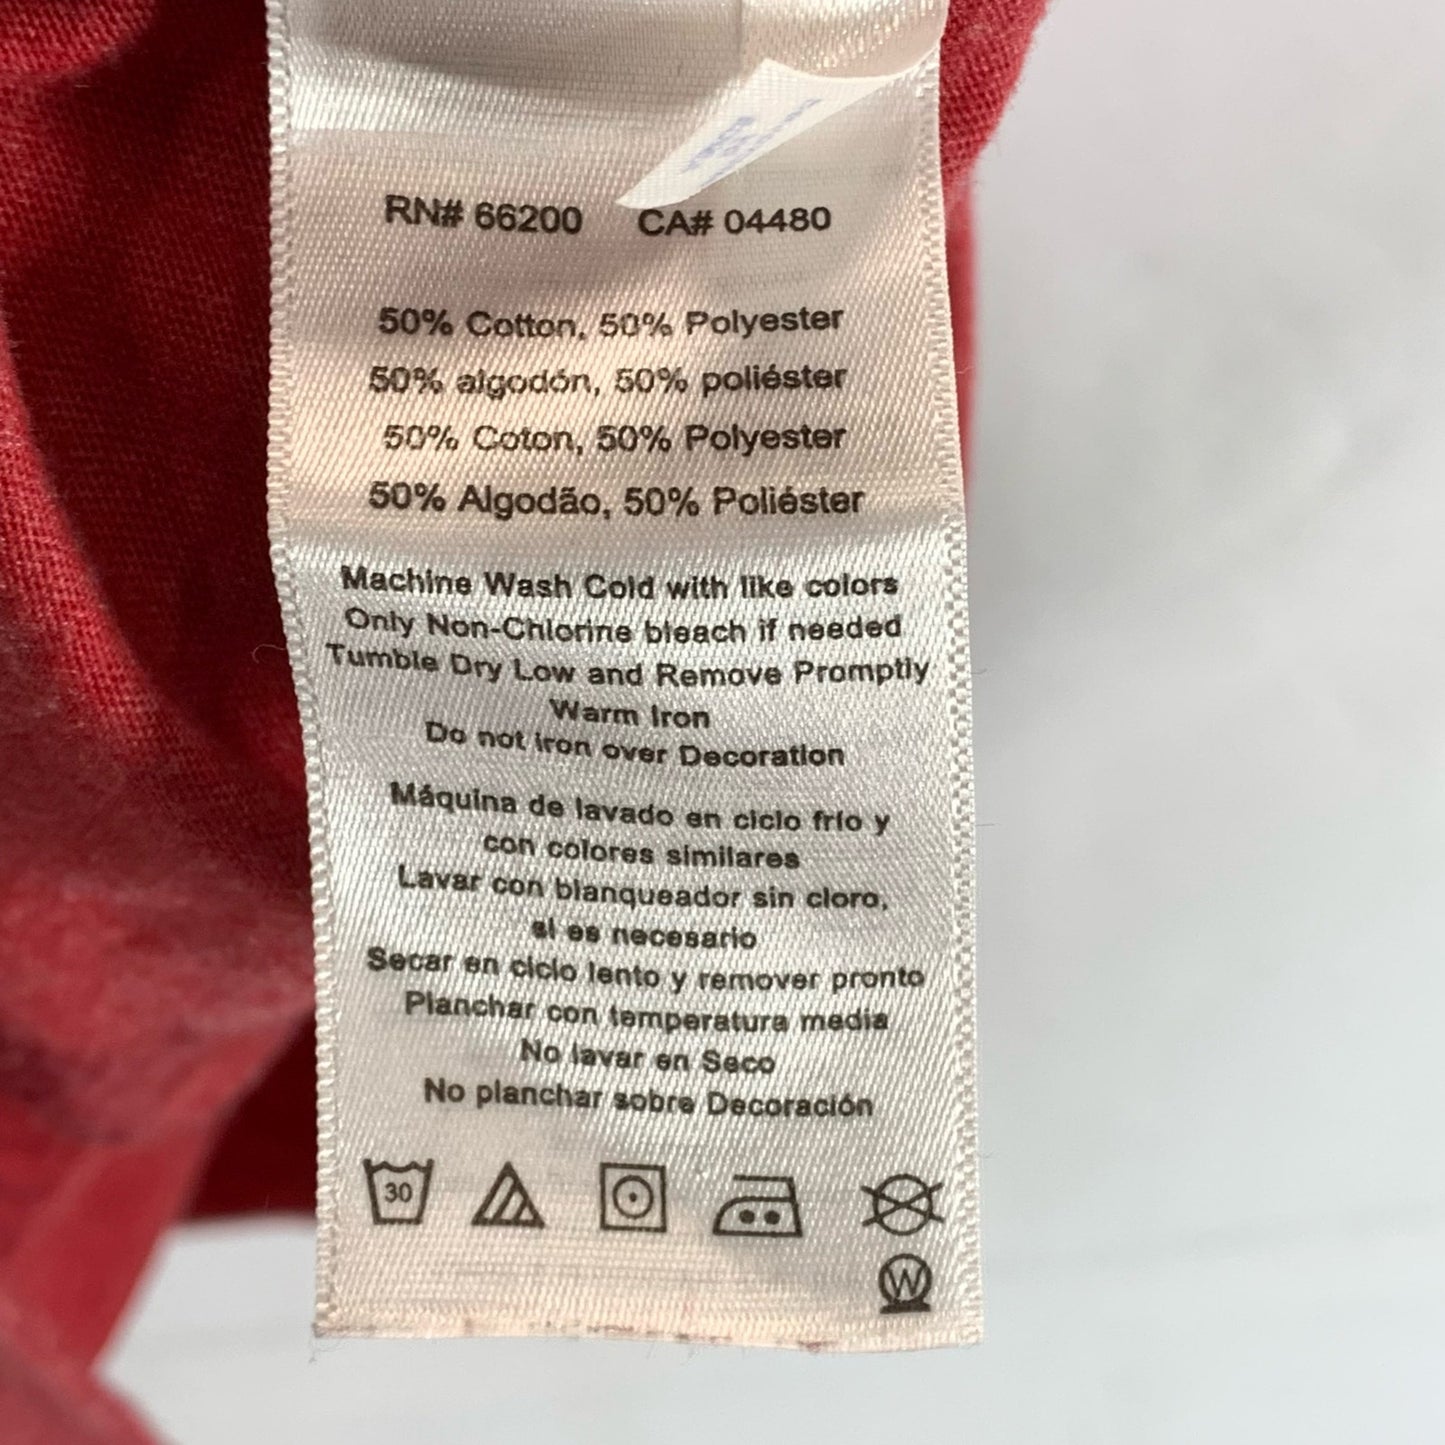 RN# 66200 CA# 04480
50% Cotton, 50% Polyester
50% algodón, 50% poliéster
50% Coton, 50% Polyester
50% Algodão, 50% Poliéster
Machine Wash Cold with like colors
Only Non-Chlorine bleach if needed
Tumble Dry Low and Remove Promptly
Warm Iron
Do not iron over Decoration
Máquina de lavado en ciclo frío y
con colores similares
Lavar con blanqueador sin cloro,
si es necesario
Secar en ciclo lento y remover pronto
Planchar con temperatura media
No lavar en Seco
No planchar sobre Decoración
30
W